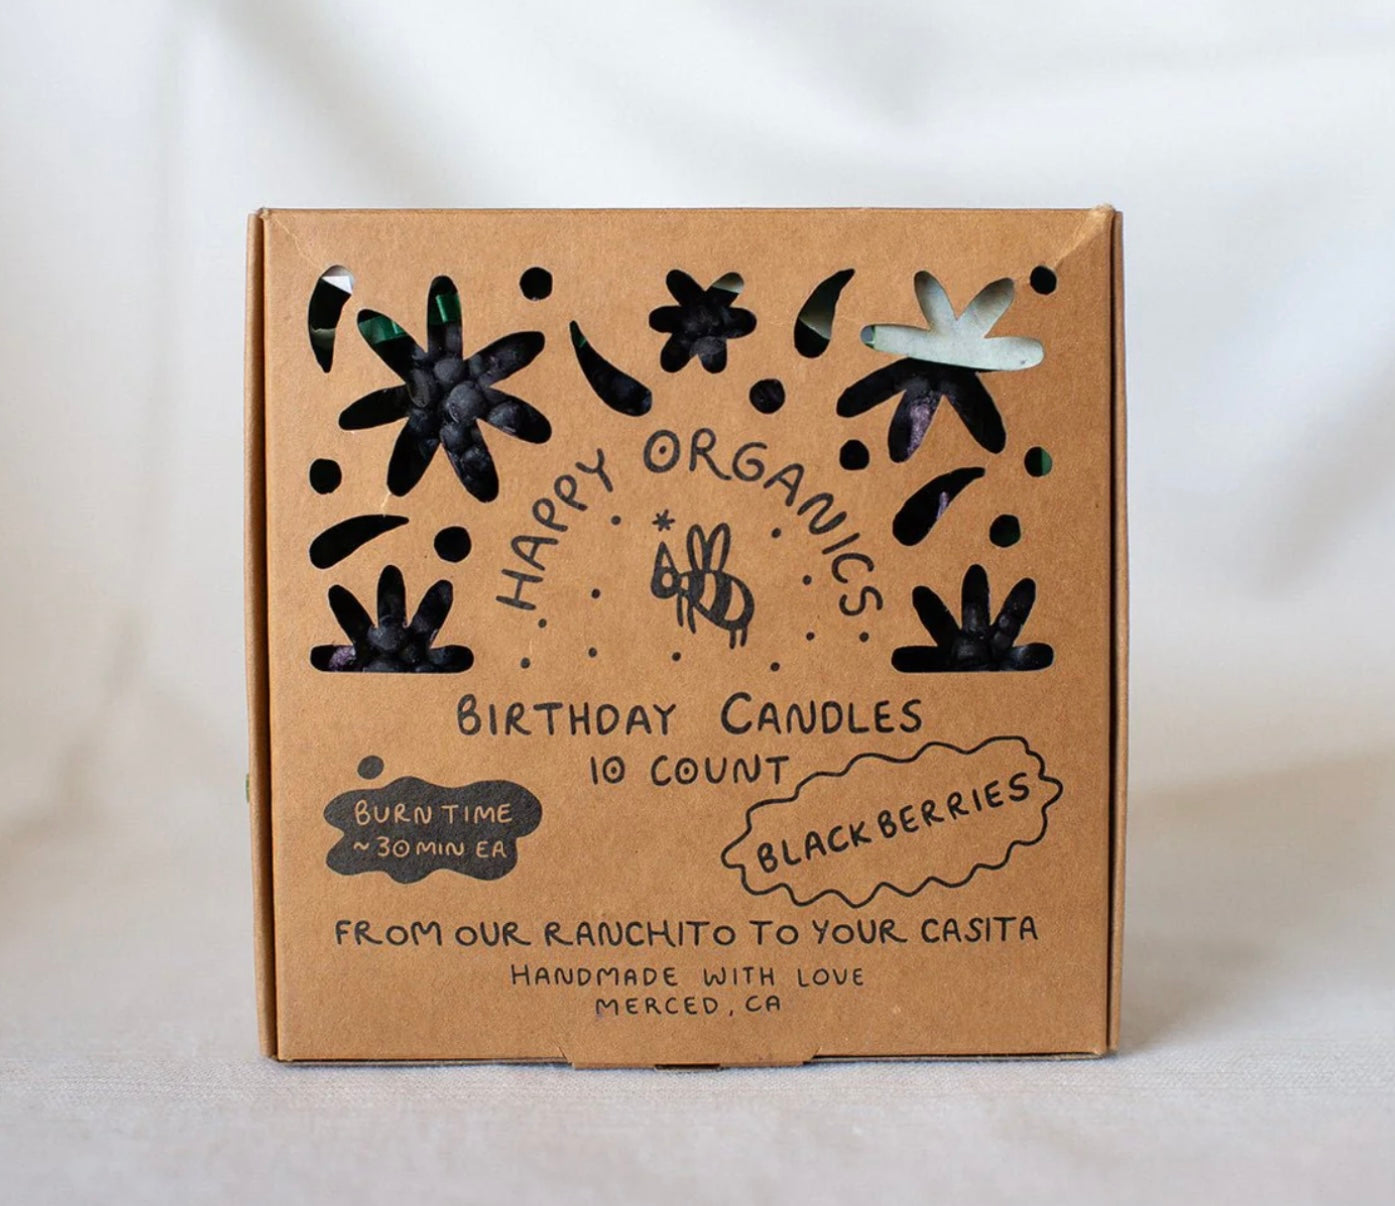 HAPPY ORGANICS
BIRTHDAY CANDLES
10 COUNT
BURN TIME
~30 MIN EA
BLACKBERRIES
FROM OUR RANCHITO TO YOUR CASITA
HANDMADE WITH LOVE
MERCED, CA